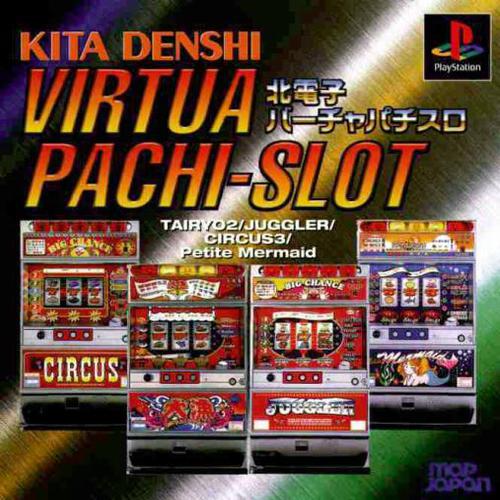 KITA DENSHI
PlayStation
VIRTUA
北電子
バーチャパチスロ
PACHI-SLOT
TAIRYO2/JUGGLER/
CIRCUS3/
Petite Mermaid
BIG CHANCE
BIG CHANCE
CIRCUS
JUGGLER
Mermaid
MAP
JAPAN